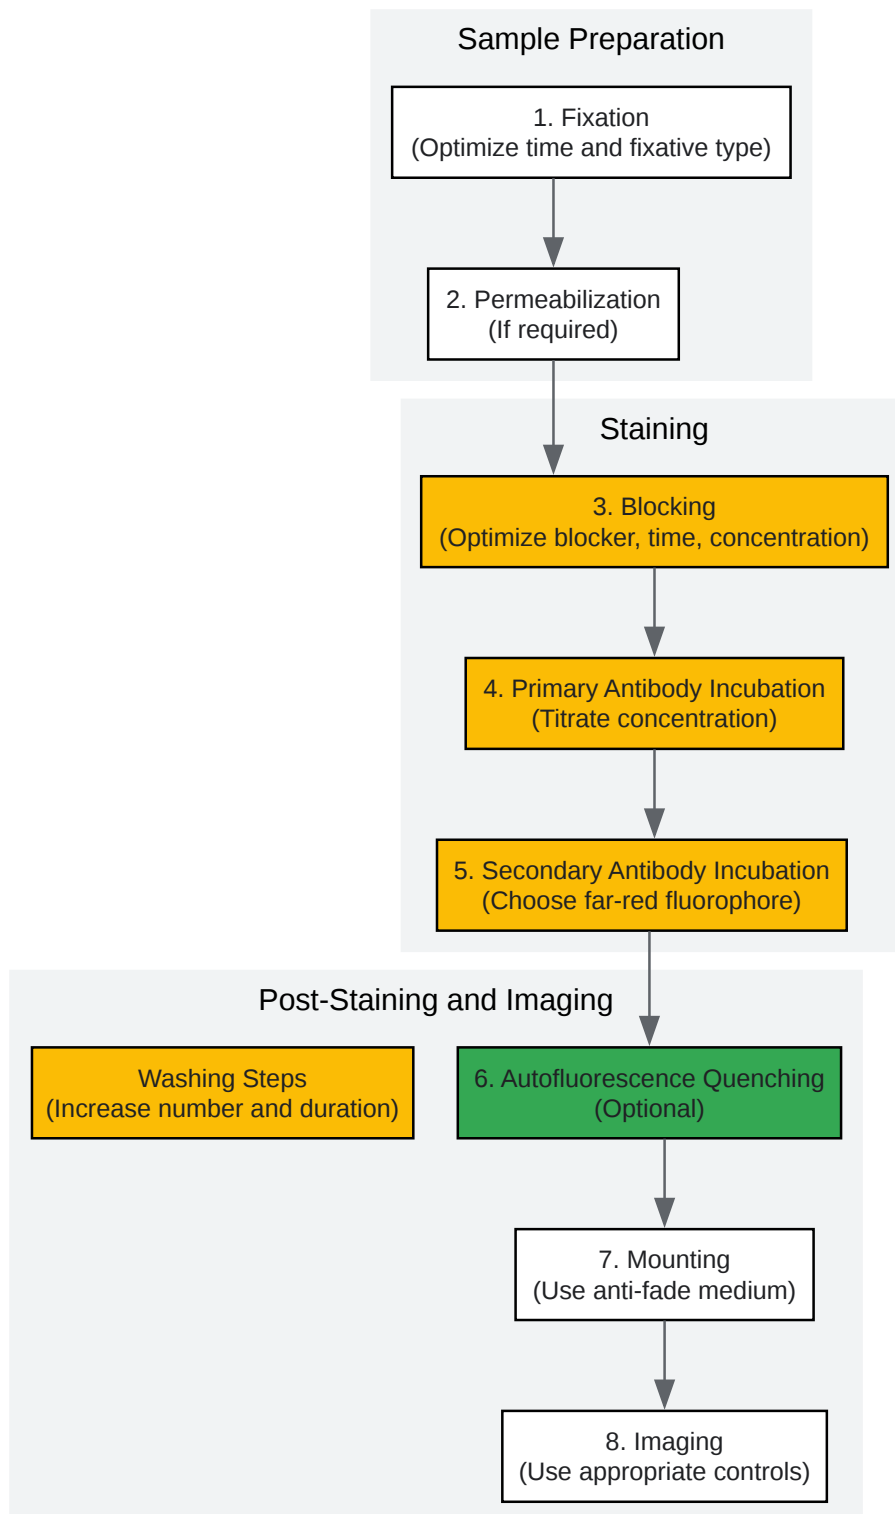 Sample Preparation
1. Fixation
(Optimize time and fixative type)
2. Permeabilization
(If required)
Staining
3. Blocking
(Optimize blocker, time, concentration)
4. Primary Antibody Incubation
(Titrate concentration)
5. Secondary Antibody Incubation
(Choose far-red fluorophore)
Post-Staining and Imaging
Washing Steps
(Increase number and duration)
6. Autofluorescence Quenching
(Optional)
7. Mounting
(Use anti-fade medium)
8. Imaging
(Use appropriate controls)